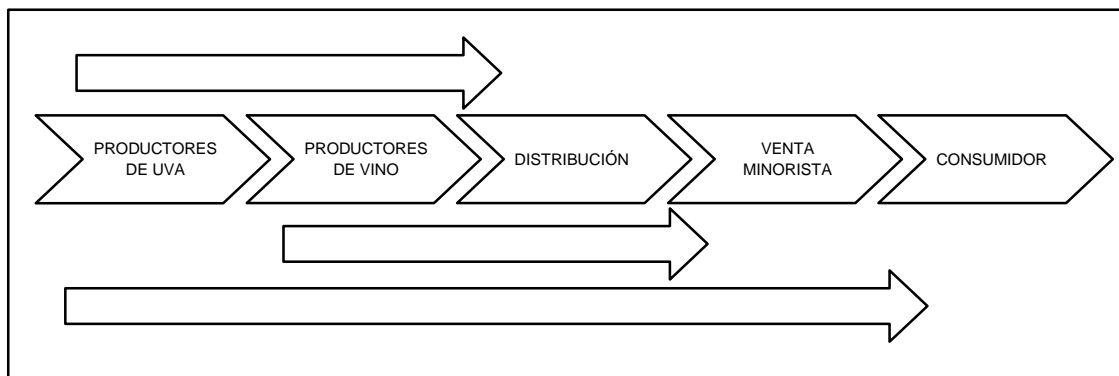 PRODUCTORES
DE UVA
PRODUCTORES
DE VINO
DISTRIBUCIÓN
VENTA
MINORISTA
CONSUMIDOR